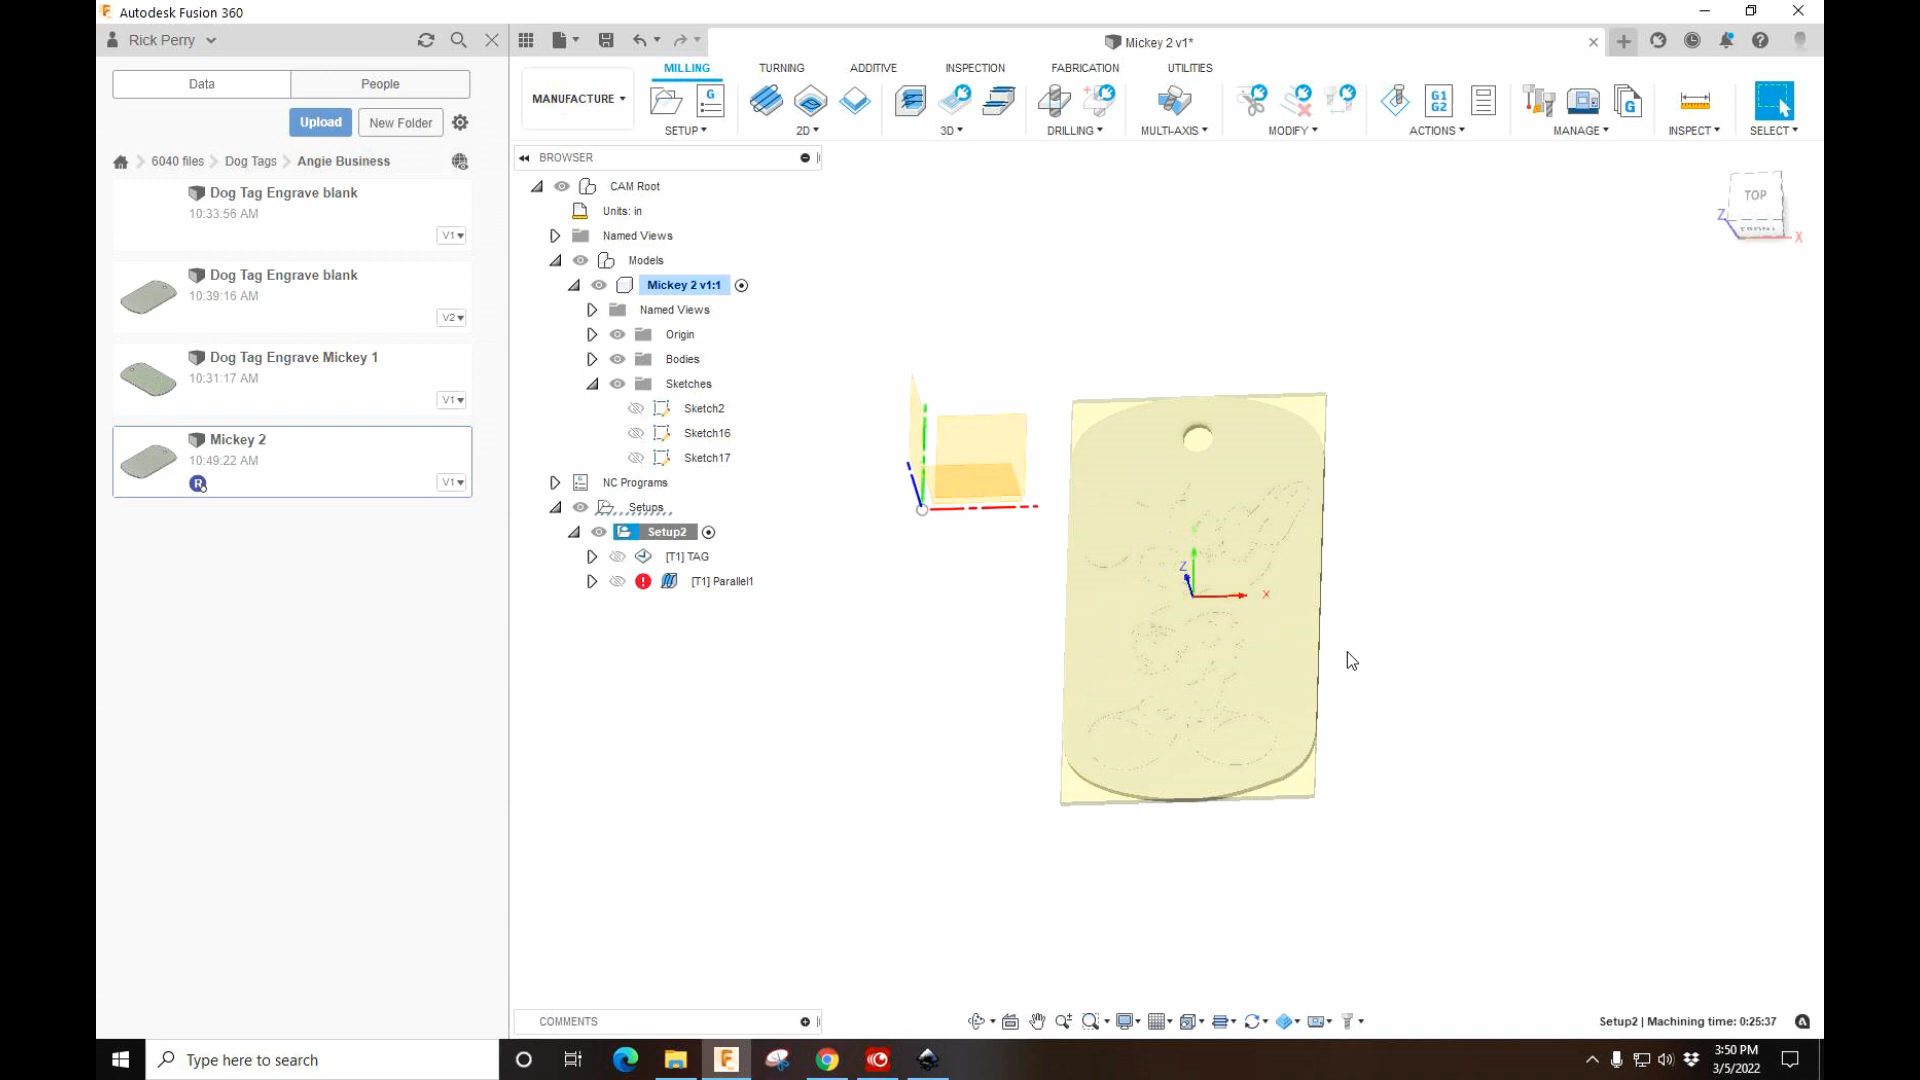 Autodesk Fusion 360
Rick Perry
Mickey 2 v1*
Data
People
Upload
New Folder
6040 files
Dog Tags
Angie Business
Dog Tag Engrave blank
10:33:56 AM
V1
Dog Tag Engrave blank
10:39:16 AM
V2
Dog Tag Engrave Mickey 1
10:31:17 AM
V1
Mickey 2
10:49:22 AM
R
V1
MILLING
TURNING
ADDITIVE
INSPECTION
FABRICATION
UTILITIES
MANUFACTURE
G
G1
G2
G
SETUP
2D
3D
DRILLING
MULTI-AXIS
MODIFY
ACTIONS
MANAGE
INSPECT
SELECT
BROWSER
CAM Root
Units: in
Named Views
Models
Mickey 2 v1:1
Named Views
Origin
Bodies
Sketches
Sketch2
Sketch16
Sketch17
NC Programs
Setups
Setup2
[T1] TAG
[T1] Parallel1
TOP
FRONT
Z
X
Z
X
COMMENTS
Setup2 | Machining time: 0:25:37
Type here to search
3:50 PM
3/5/2022